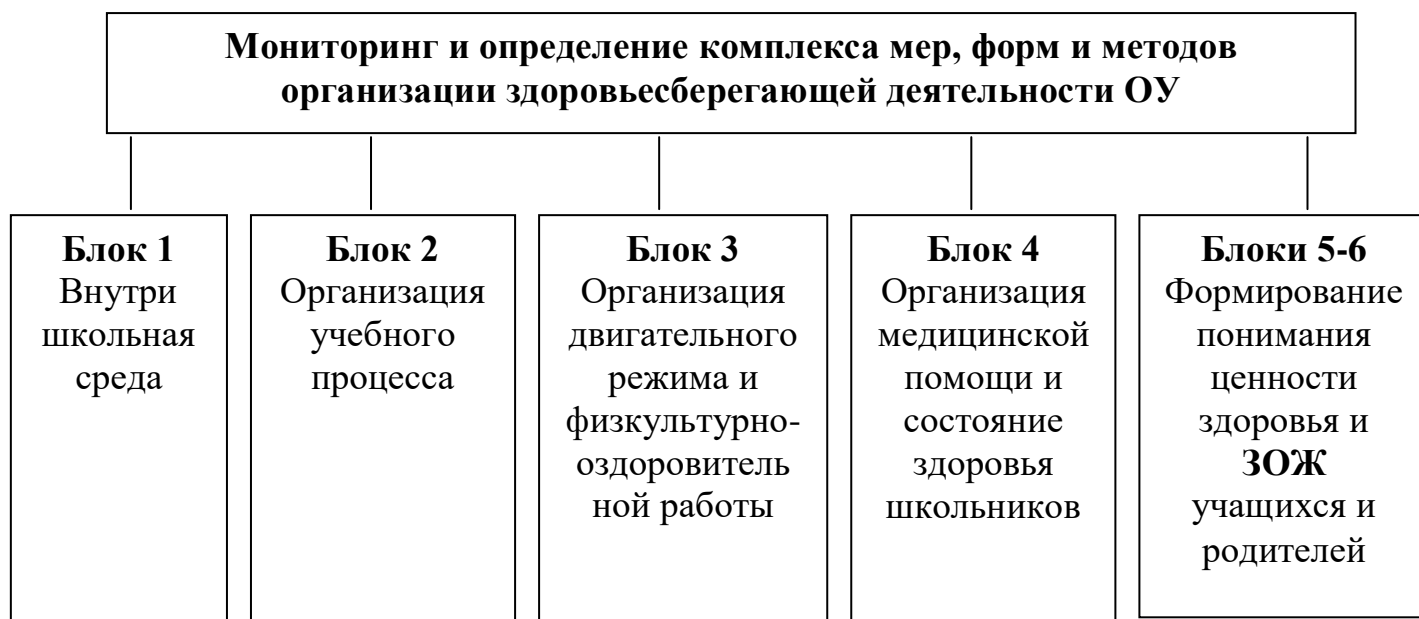 Мониторинг и определение комплекса мер, форм и методов
организации здоровьесберегающей деятельности ОУ
Блок 1
Внутри
школьная
среда
Блок 2
Организация
учебного
процесса
Блок 3
Организация
двигательного
режима и
физкультурно-
оздоровитель
ной работы
Блок 4
Организация
медицинской
помощи и
состояние
здоровья
школьников
Блоки 5-6
Формирование
понимания
ценности
здоровья и
ЗОЖ
учащихся и
родителей